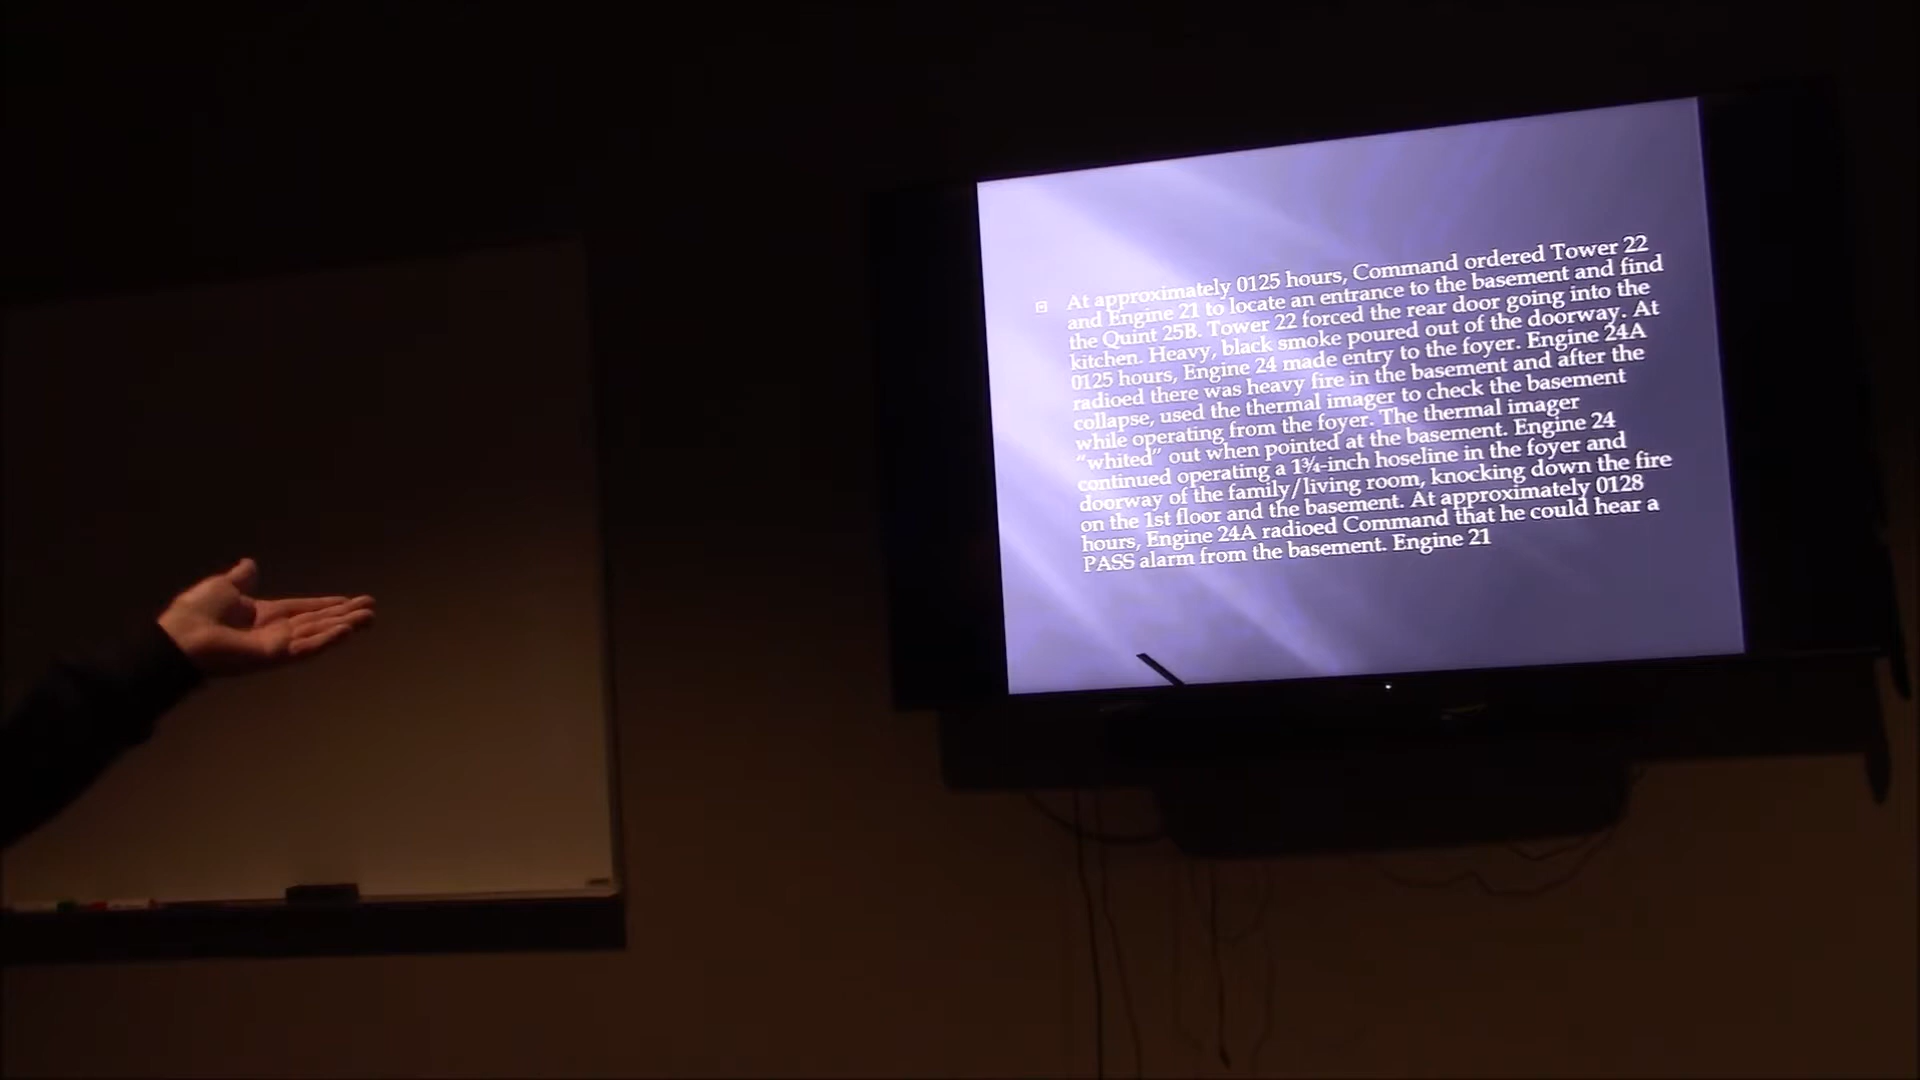 At approximately 0125 hours, Command ordered Tower 22
and Engine 21 to locate an entrance to the basement and find
the Quint 25B. Tower 22 forced the rear door going into the
kitchen. Heavy, black smoke poured out of the doorway. At
0125 hours, Engine 24 made entry to the foyer. Engine 24A
radioed there was heavy fire in the basement and after the
collapse, used the thermal imager to check the basement
while operating from the foyer. The thermal imager
“whited” out when pointed at the basement. Engine 24
continued operating a 1¾-inch hoseline in the foyer and
doorway of the family/living room, knocking down the fire
on the 1st floor and the basement. At approximately 0128
hours, Engine 24A radioed Command that he could hear a
PASS alarm from the basement. Engine 21